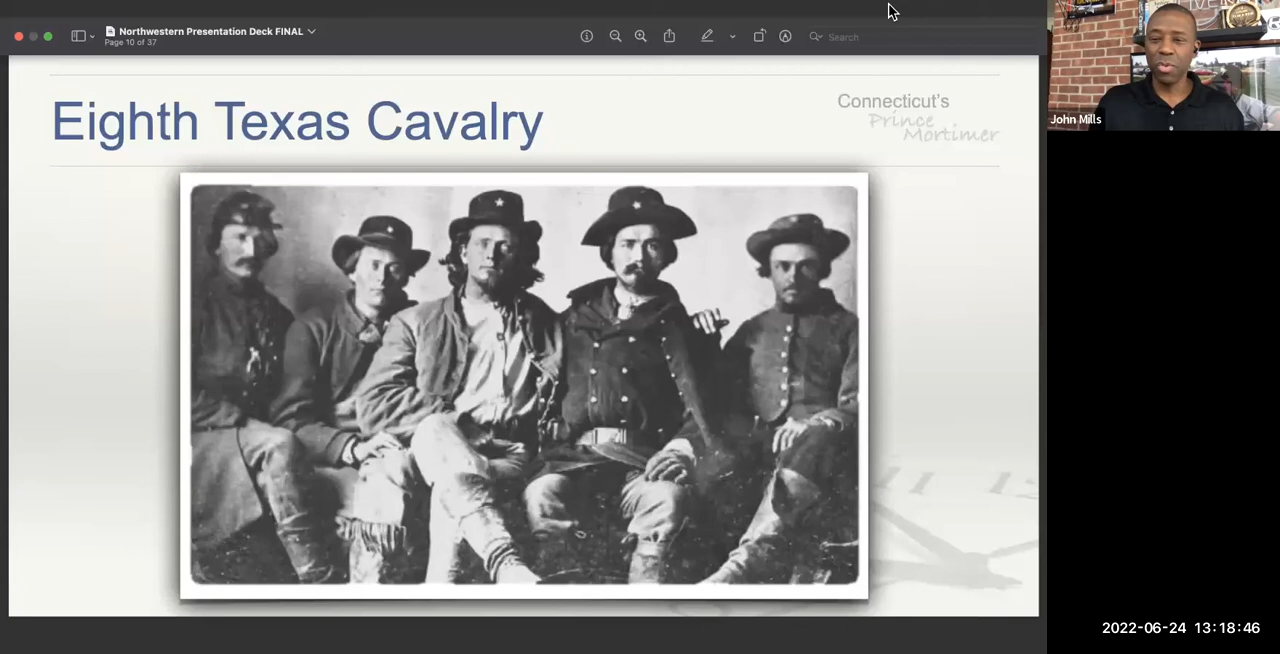 Northwestern Presentation Deck FINAL
Page 10 of 37
Search
Eighth Texas Cavalry
Connecticut's
Prince
Mortimer
John Mills
2022-06-24 13:18:46